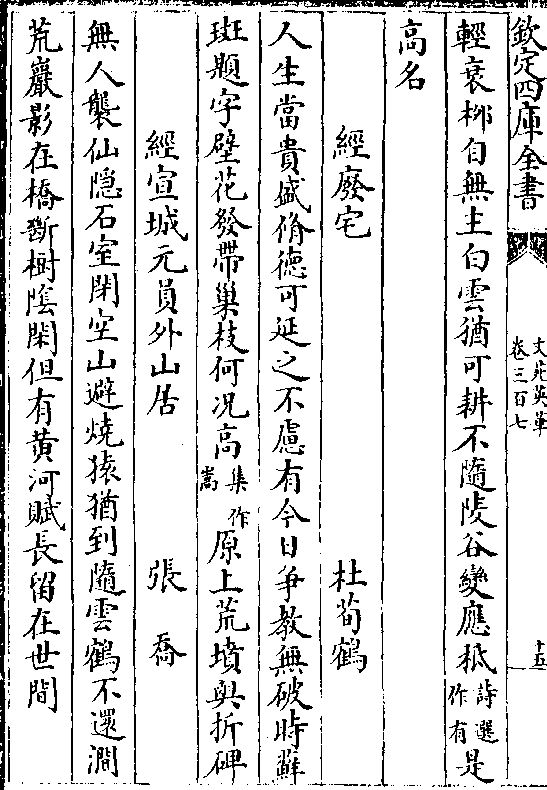 欽定四庫全書
文苑英華
卷三百七
十五
輕衰柳自無主白雲猶可耕不隨陵谷變應秪詩選作有是
高名
經廢宅　杜荀鶴
人生當貴盛脩德可延之不慮有今日爭教無破時蘚
斑題字壁花發帶巢枝何况高集作嵩原上荒墳與折碑
經宣城元員外山居　張喬
無人襲仙隐石室閉空山避燒猿猶到隨雲鶴不還澗
荒巖影在橋斷樹隂閑但有黄河賦長留在世間